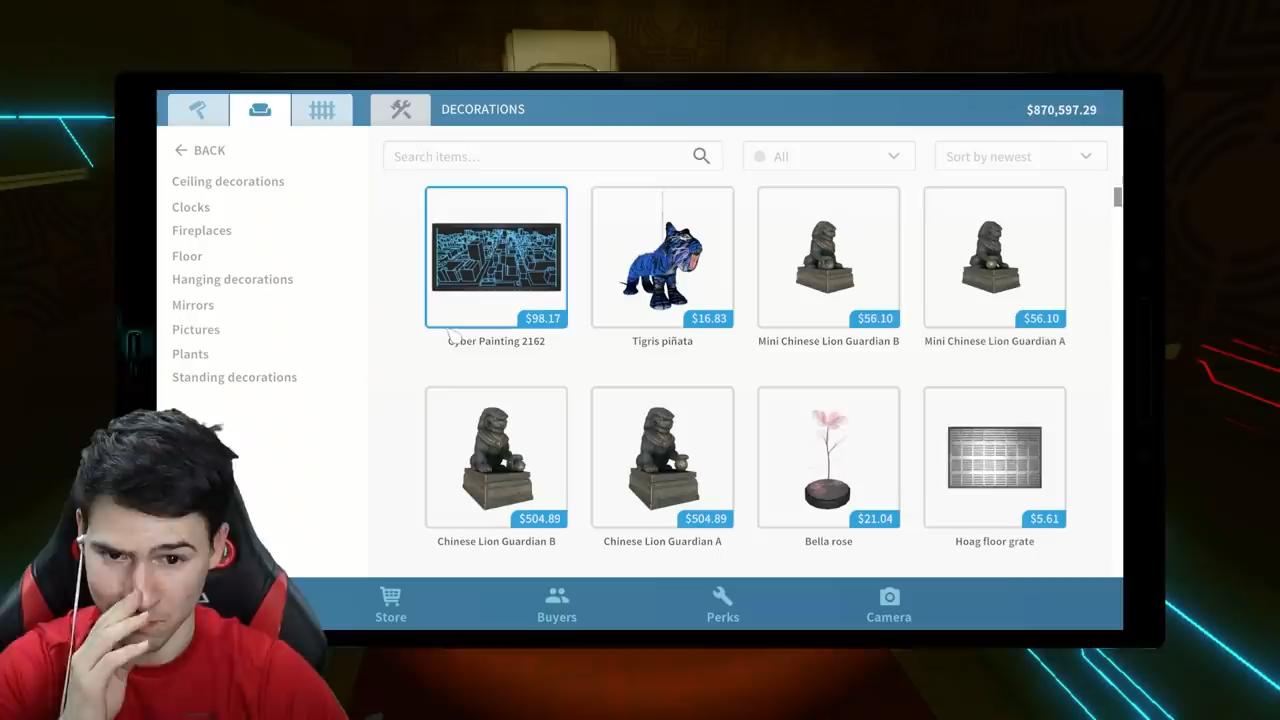 DECORATIONS
$870,597.29
BACK
Search items...
All
Sort by newest
Ceiling decorations
Clocks
Fireplaces
Floor
Hanging decorations
Mirrors
Pictures
Plants
Standing decorations
$98.17
$16.83
$56.10
$56.10
Cyber Painting 2162
Tigris piñata
Mini Chinese Lion Guardian B
Mini Chinese Lion Guardian A
$504.89
$504.89
$21.04
$5.61
Chinese Lion Guardian B
Chinese Lion Guardian A
Bella rose
Hoag floor grate
Store
Buyers
Perks
Camera